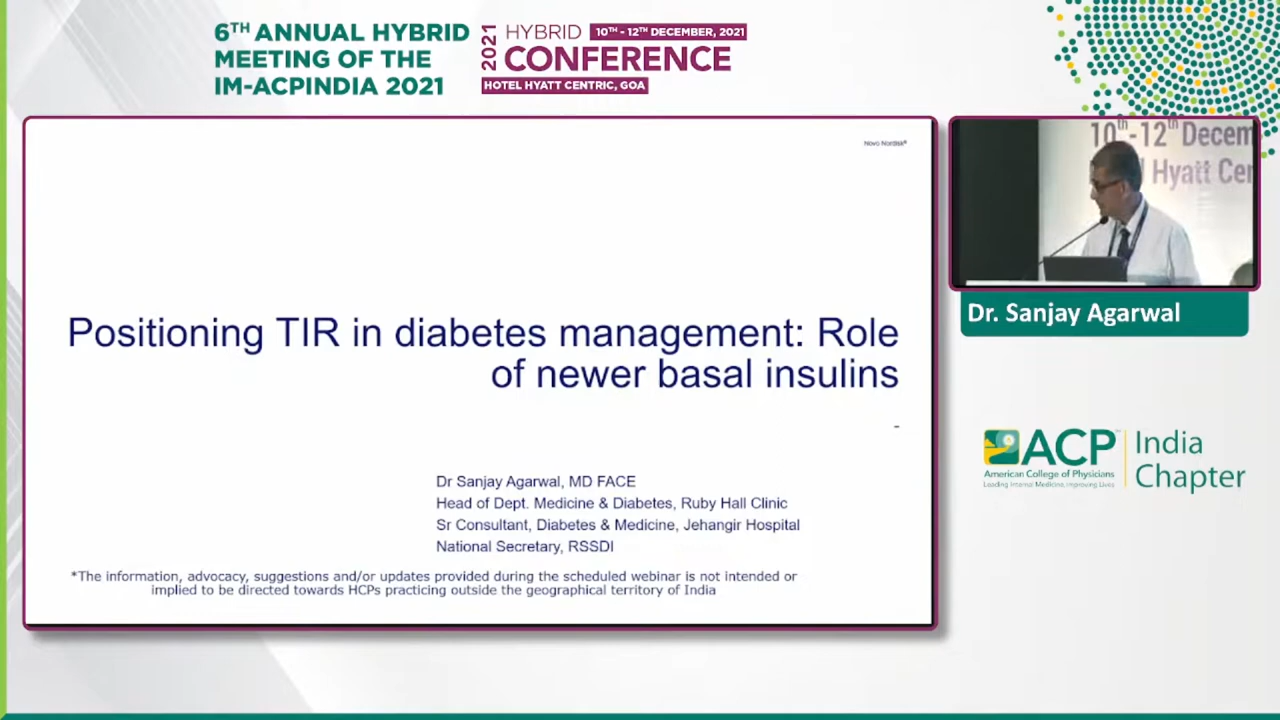 6TH ANNUAL HYBRID
MEETING OF THE
IM-ACPINDIA 2021
2021
HYBRID 10TH - 12TH DECEMBER, 2021
CONFERENCE
HOTEL HYATT CENTRIC, GOA
Novo Nordisk®
Positioning TIR in diabetes management: Role
of newer basal insulins
-
Dr Sanjay Agarwal, MD FACE
Head of Dept. Medicine & Diabetes, Ruby Hall Clinic
Sr Consultant, Diabetes & Medicine, Jehangir Hospital
National Secretary, RSSDI
*The information, advocacy, suggestions and/or updates provided during the scheduled webinar is not intended or
implied to be directed towards HCPs practicing outside the geographical territory of India
10th-12th Decem
Hyatt Cen
Dr. Sanjay Agarwal
ACP
American College of Physicians
Leading Internal Medicine, Improving Lives
India
Chapter